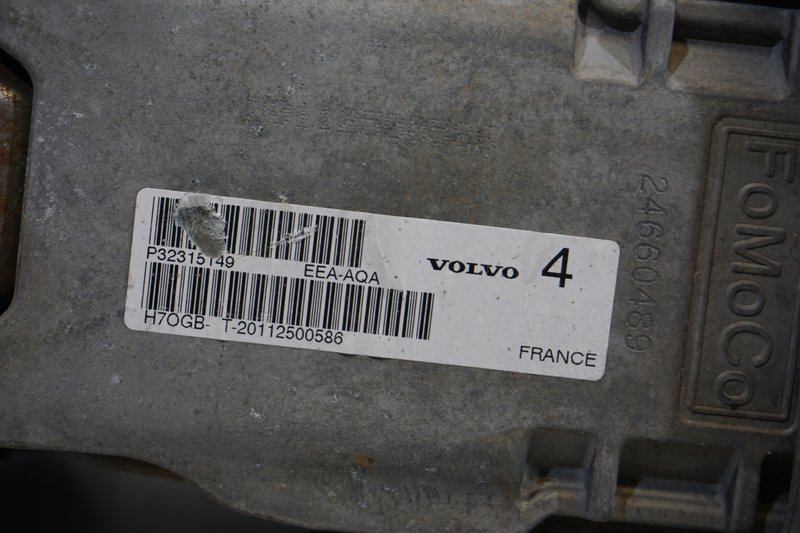 P32315149
EEA-AQA
VOLVO 4
H7OGB- T-20112500586
FRANCE
24660489
FoMoCo